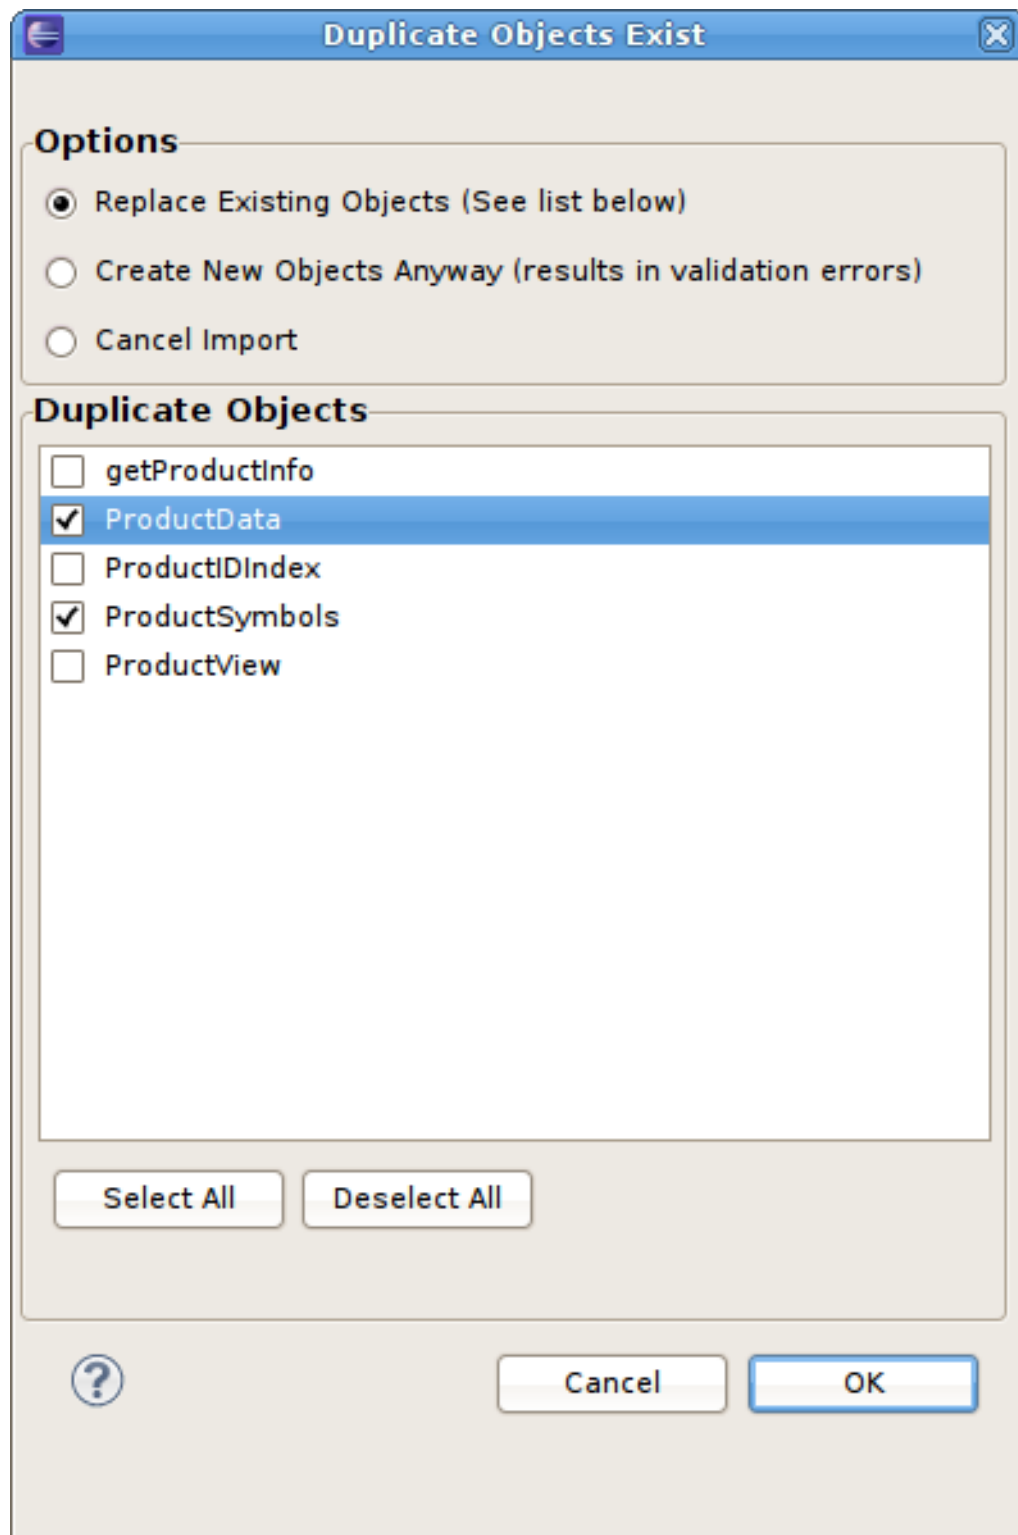 Duplicate Objects Exist
Options
Replace Existing Objects (See list below)
Create New Objects Anyway (results in validation errors)
Cancel Import
Duplicate Objects
getProductInfo
ProductData
ProductIDIndex
ProductSymbols
ProductView
Select All Deselect All
? Cancel OK